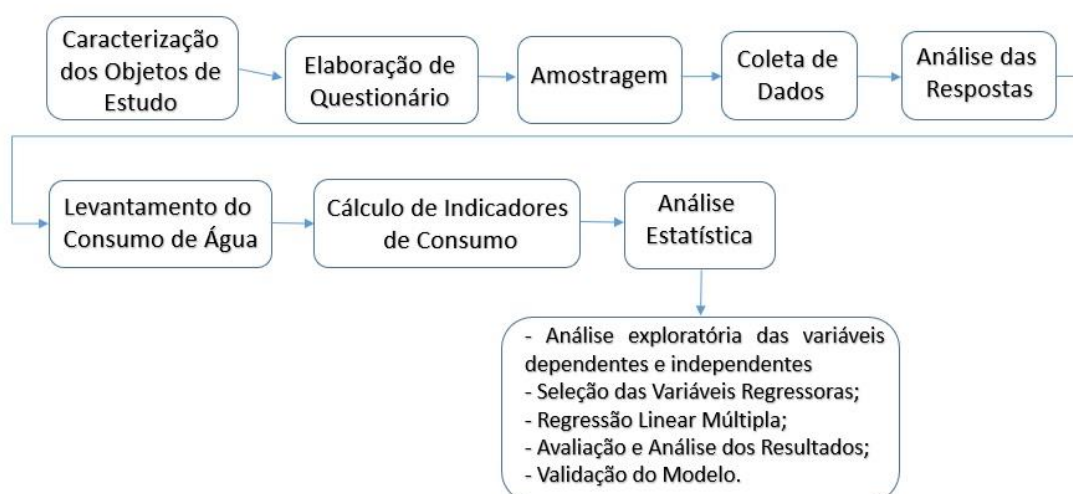 Caracterização
dos Objetos de
Estudo
Elaboração de
Questionário
Amostragem
Coleta de
Dados
Análise das
Respostas
Levantamento do
Consumo de Água
Cálculo de Indicadores
de Consumo
Análise
Estatística
- Análise exploratória das variáveis
dependentes e independentes
- Seleção das Variáveis Regressoras;
- Regressão Linear Múltipla;
- Avaliação e Análise dos Resultados;
- Validação do Modelo.